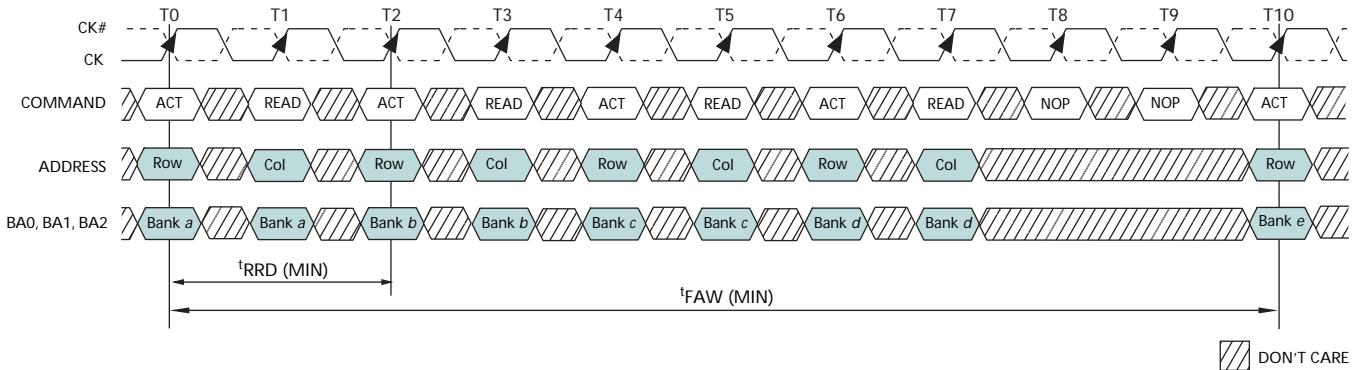 T0 T1 T2 T3 T4 T5 T6 T7 T8 T9 T10
CK#
CK
COMMAND ACT READ ACT READ ACT READ ACT READ NOP NOP ACT
ADDRESS Row Col Row Col Row Col Row Col Row
BA0, BA1, BA2 Bank a Bank a Bank b Bank b Bank c Bank c Bank d Bank d Bank e
tRRD (MIN)
tFAW (MIN)
DON'T CARE